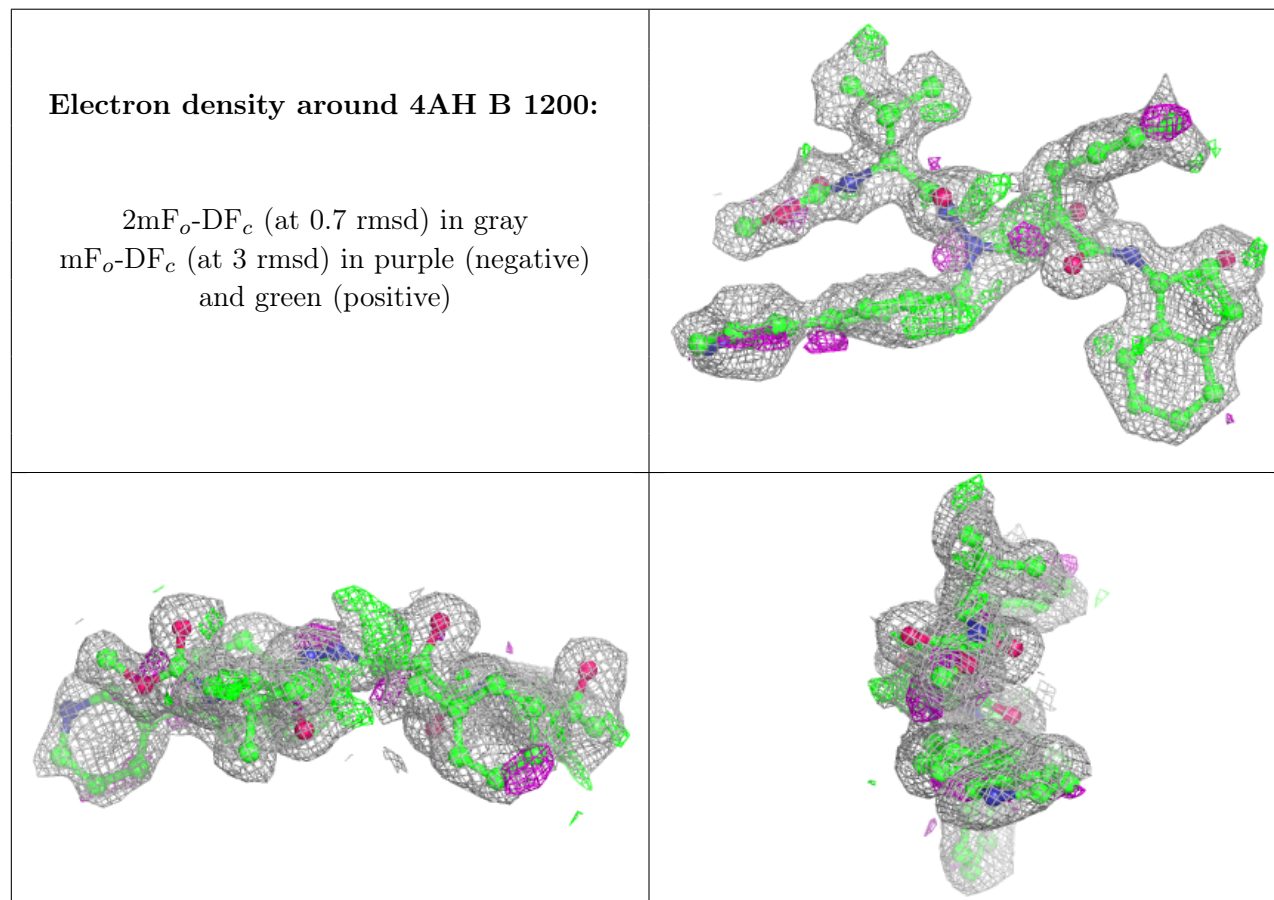 Electron density around 4AH B 1200:
2mFo-DFc (at 0.7 rmsd) in gray
mFo-DFc (at 3 rmsd) in purple (negative)
and green (positive)